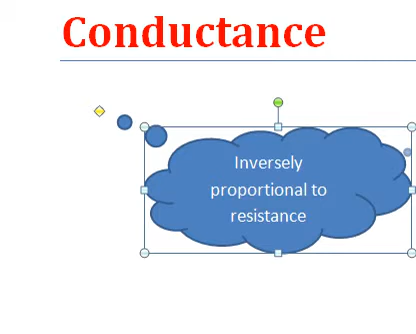 Conductance
Inversely
proportional to
resistance